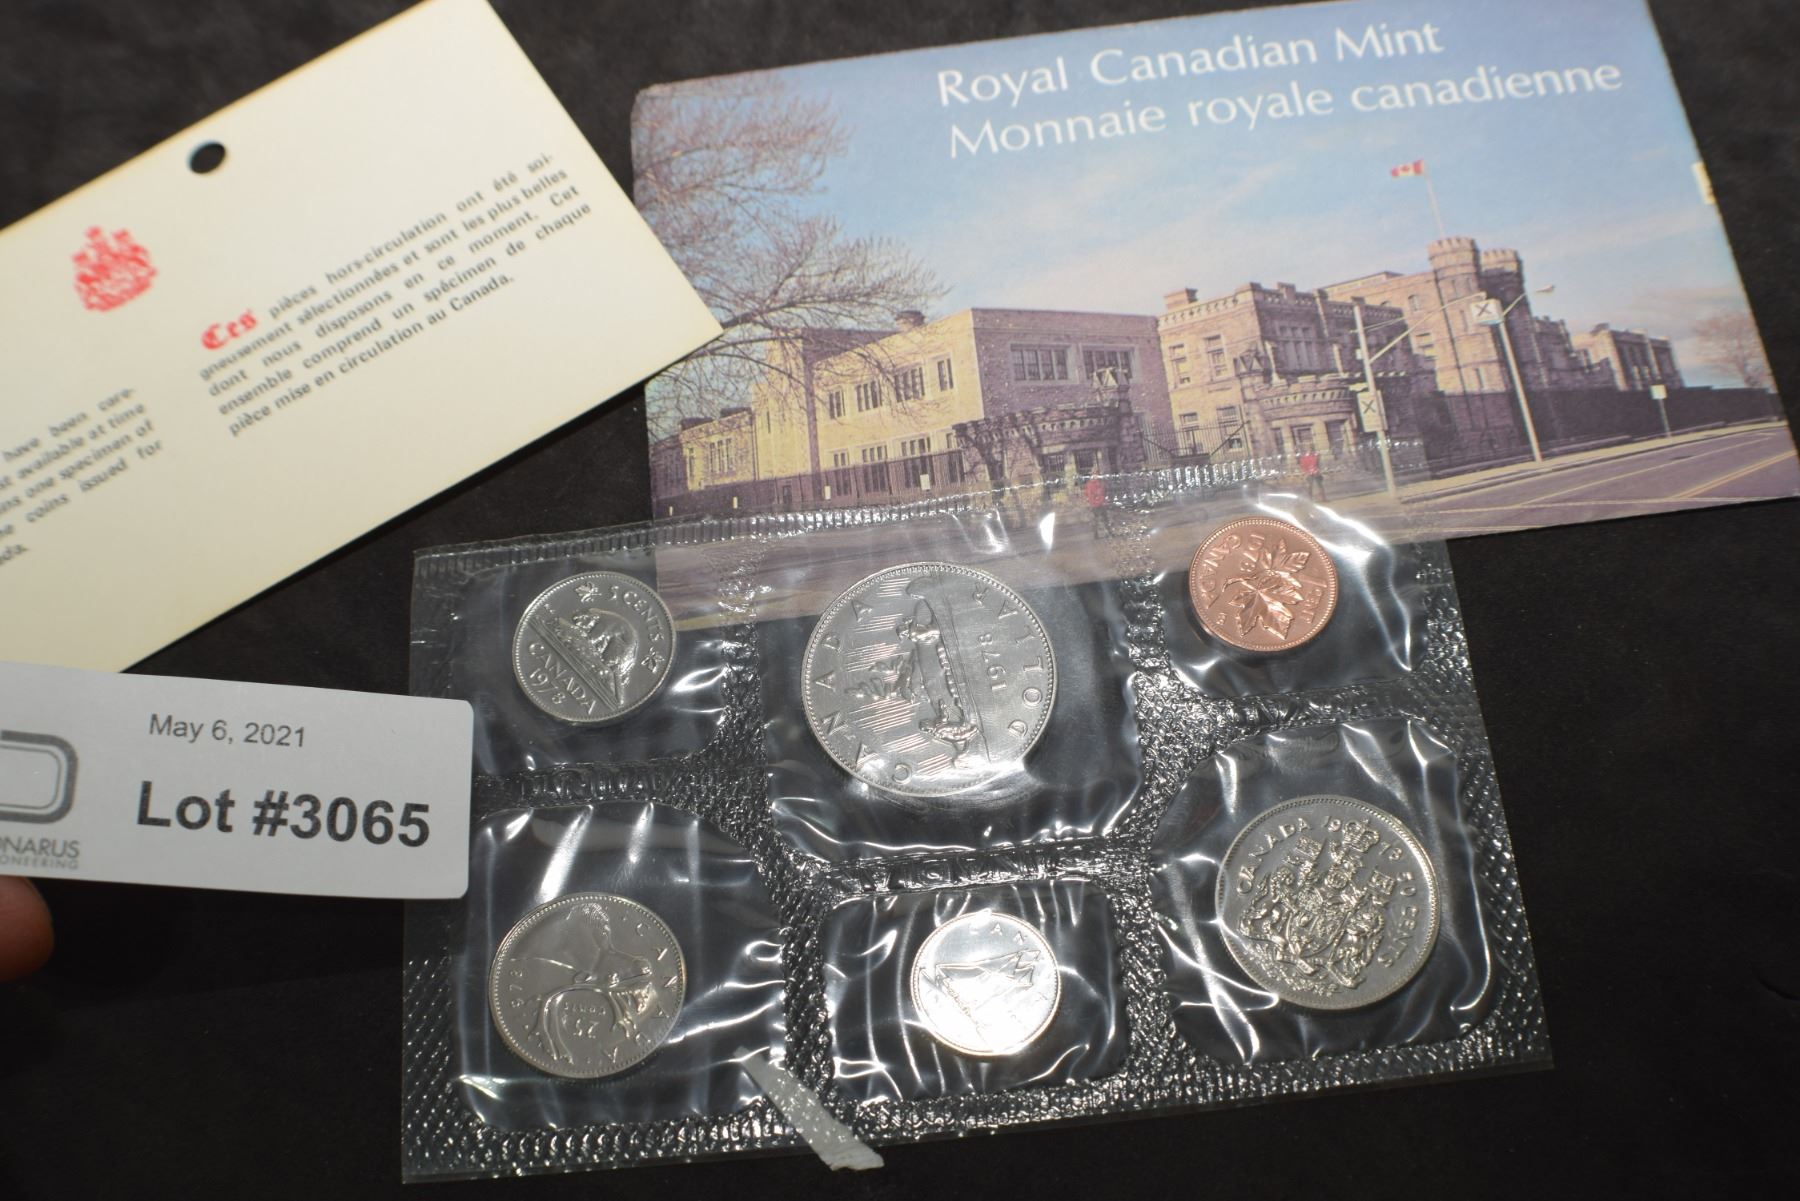 Royal Canadian Mint
Monnaie royale canadienne
Ces pièces hors-circulation ont été soi-
gneusement sélectionnées et sont les plus belles
dont nous disposons en ce moment. Cet
ensemble comprend un spécimen de chaque
pièce mise en circulation au Canada.
have been care-
available at time
one specimen of
coins issued for
May 6, 2021
Lot #3065
5 CENTS
CANADA
1978
CANADA
DOLLAR
1978
1 CENT
CANADA
CANADA
25
cents
CANADA
50 CENTS